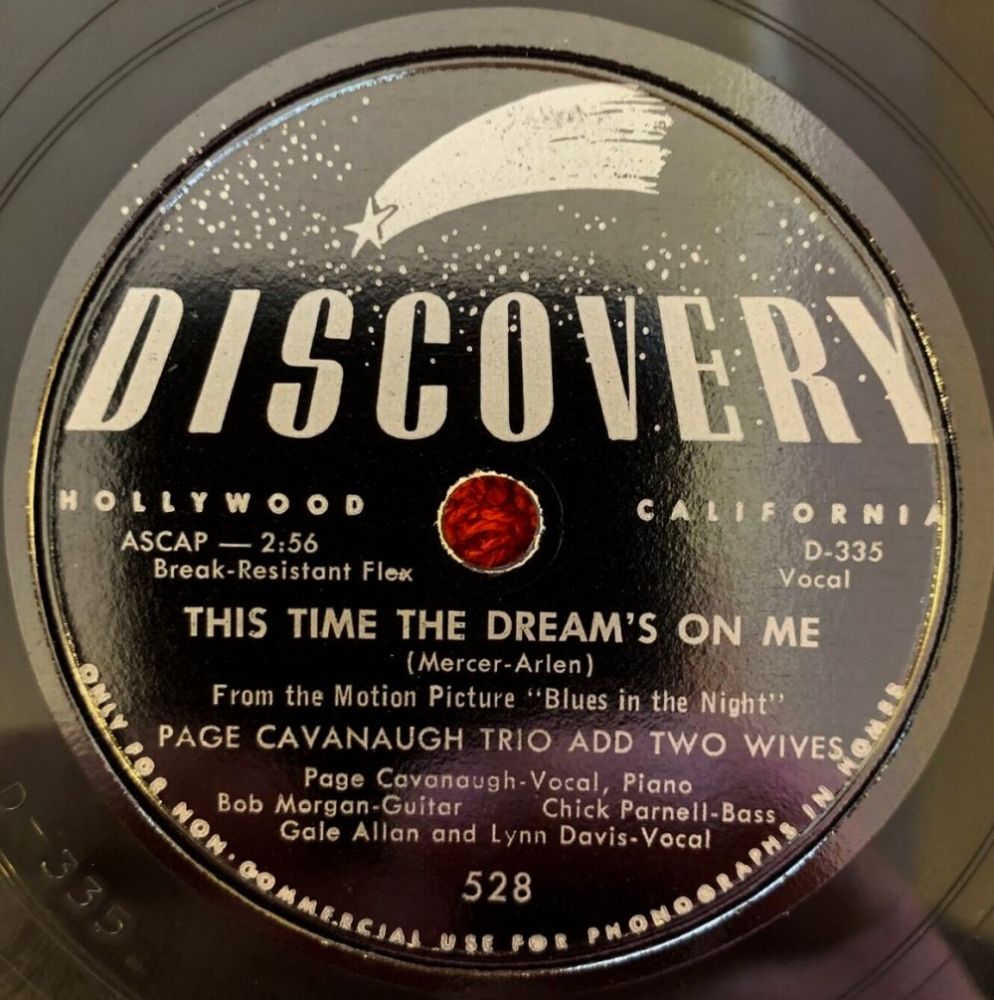 DISCOVERY
HOLLYWOOD CALIFORNIA
ASCAP — 2:56 D-335
Break-Resistant Flex Vocal
THIS TIME THE DREAM'S ON ME
(Mercer-Arlen)
From the Motion Picture "Blues in the Night"
PAGE CAVANAUGH TRIO ADD TWO WIVES
Page Cavanaugh-Vocal, Piano
Bob Morgan-Guitar Chick Parnell-Bass
Gale Allan and Lynn Davis-Vocal
528
ONLY FOR NON-COMMERCIAL USE FOR PHONOGRAPHS IN HOMES
D-335